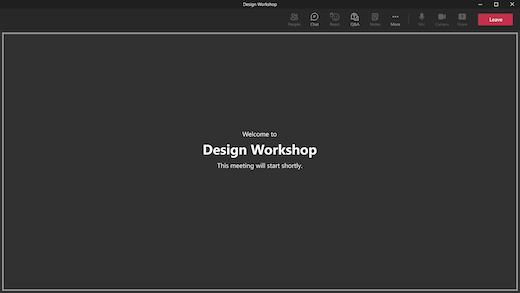 Design Workshop
People
Chat
React
Q&A
Notes
More
Mic
Camera
Share
Leave
Welcome to
Design Workshop
This meeting will start shortly.